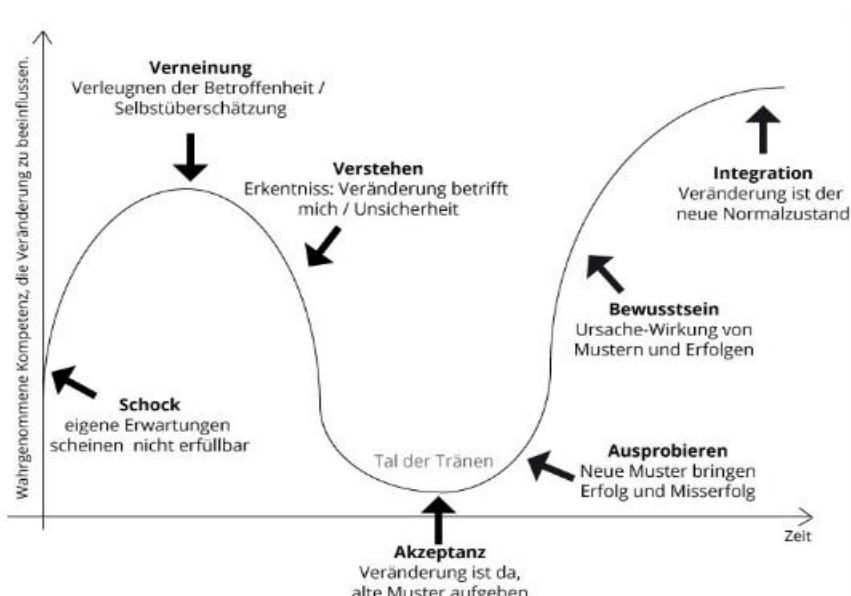 Wahrgenommene Kompetenz, die Veränderung zu beeinflussen.
Verneinung
Verleugnen der Betroffenheit /
Selbstüberschätzung
Verstehen
Erkentniss: Veränderung betrifft
mich / Unsicherheit
Integration
Veränderung ist der
neue Normalzustand
Bewusstsein
Ursache-Wirkung von
Mustern und Erfolgen
Schock
eigene Erwartungen
scheinen nicht erfüllbar
Tal der Tränen
Ausprobieren
Neue Muster bringen
Erfolg und Misserfolg
Zeit
Akzeptanz
Veränderung ist da,
alte Muster aufgeben